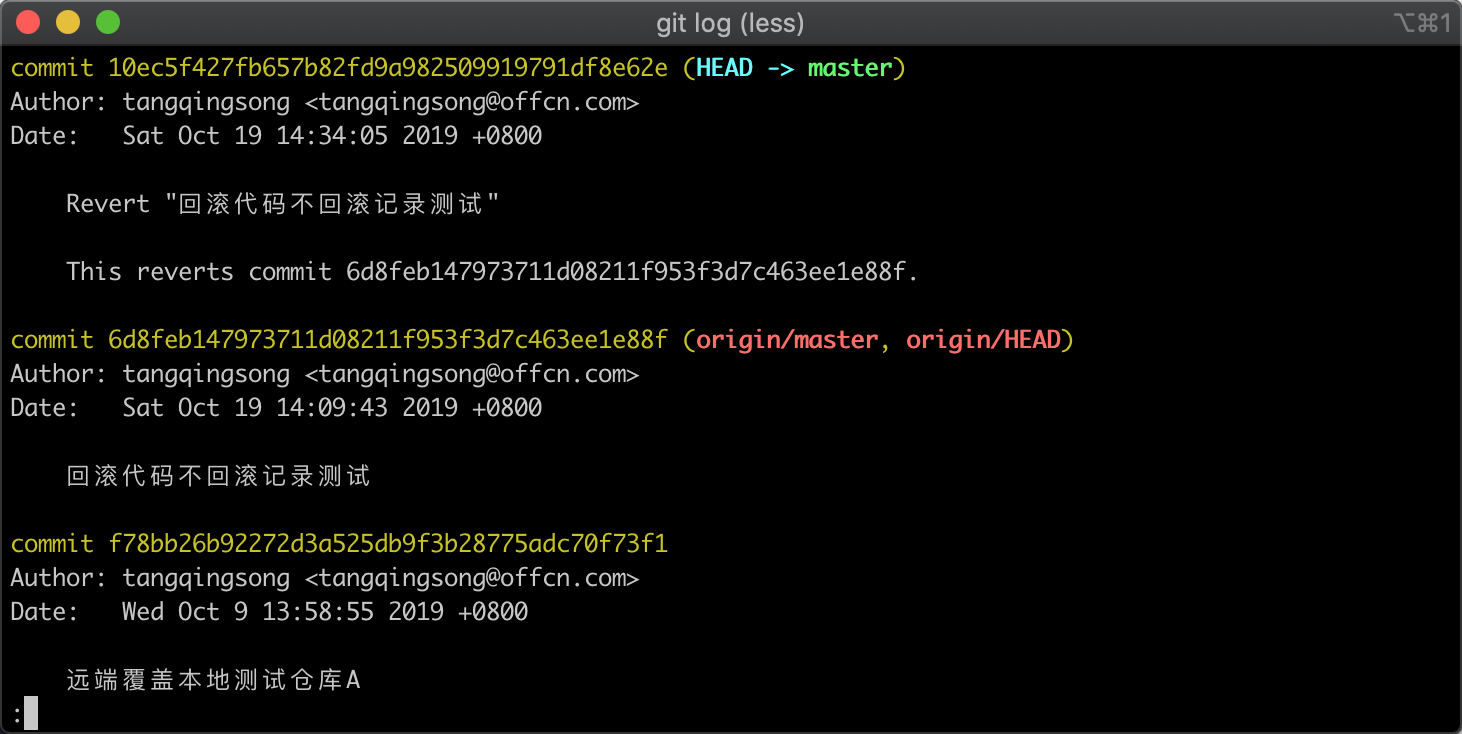 git log (less)
⌥⌘1
commit 10ec5f427fb657b82fd9a982509919791df8e62e (HEAD -> master)
Author: tangqingsong <tangqingsong@offcn.com>
Date:   Sat Oct 19 14:34:05 2019 +0800
Revert "回滚代码不回滚记录测试"
This reverts commit 6d8feb147973711d08211f953f3d7c463ee1e88f.
commit 6d8feb147973711d08211f953f3d7c463ee1e88f (origin/master, origin/HEAD)
Author: tangqingsong <tangqingsong@offcn.com>
Date:   Sat Oct 19 14:09:43 2019 +0800
回滚代码不回滚记录测试
commit f78bb26b92272d3a525db9f3b28775adc70f73f1
Author: tangqingsong <tangqingsong@offcn.com>
Date:   Wed Oct 9 13:58:55 2019 +0800
远端覆盖本地测试仓库A
: